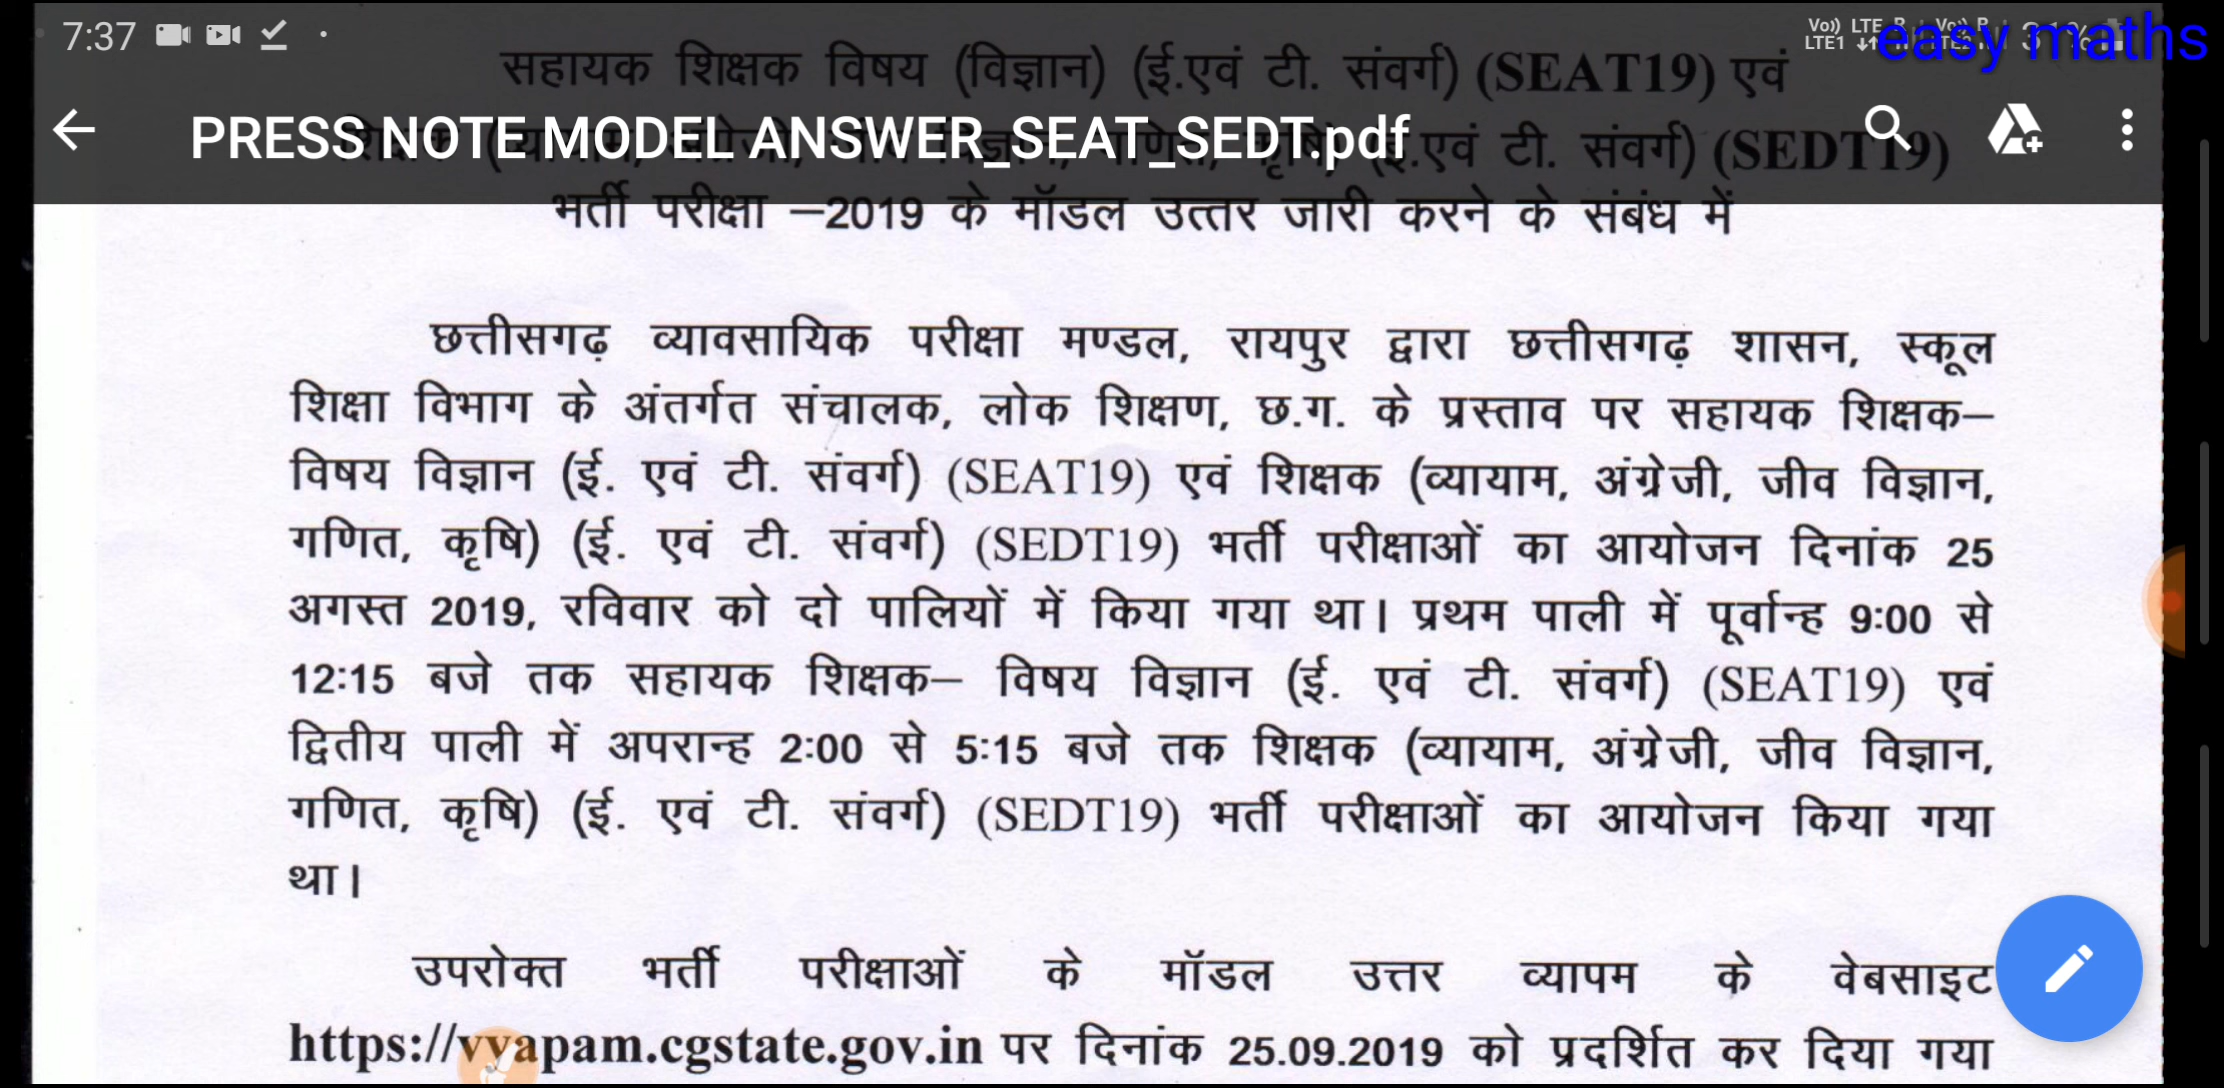 7:37
Vo)) LTE
LTE1
easy maths
सहायक शिक्षक विषय (विज्ञान) (ई.एवं टी. संवर्ग) (SEAT19) एवं
PRESS NOTE MODEL ANSWER_SEAT_SEDT.pdf
ई.एवं टी. संवर्ग) (SEDT19)
भर्ती परीक्षा –2019 के मॉडल उत्तर जारी करने के संबंध में
छत्तीसगढ़ व्यावसायिक परीक्षा मण्डल, रायपुर द्वारा छत्तीसगढ़ शासन, स्कूल
शिक्षा विभाग के अंतर्गत संचालक, लोक शिक्षण, छ.ग. के प्रस्ताव पर सहायक शिक्षक–
विषय विज्ञान (ई. एवं टी. संवर्ग) (SEAT19) एवं शिक्षक (व्यायाम, अंग्रेजी, जीव विज्ञान,
गणित, कृषि) (ई. एवं टी. संवर्ग) (SEDT19) भर्ती परीक्षाओं का आयोजन दिनांक 25
अगस्त 2019, रविवार को दो पालियों में किया गया था। प्रथम पाली में पूर्वान्ह 9:00 से
12:15 बजे तक सहायक शिक्षक– विषय विज्ञान (ई. एवं टी. संवर्ग) (SEAT19) एवं
द्वितीय पाली में अपरान्ह 2:00 से 5:15 बजे तक शिक्षक (व्यायाम, अंग्रेजी, जीव विज्ञान,
गणित, कृषि) (ई. एवं टी. संवर्ग) (SEDT19) भर्ती परीक्षाओं का आयोजन किया गया
था।
उपरोक्त भर्ती परीक्षाओं के मॉडल उत्तर व्यापम के वेबसाइट
https://vyapam.cgstate.gov.in पर दिनांक 25.09.2019 को प्रदर्शित कर दिया गया